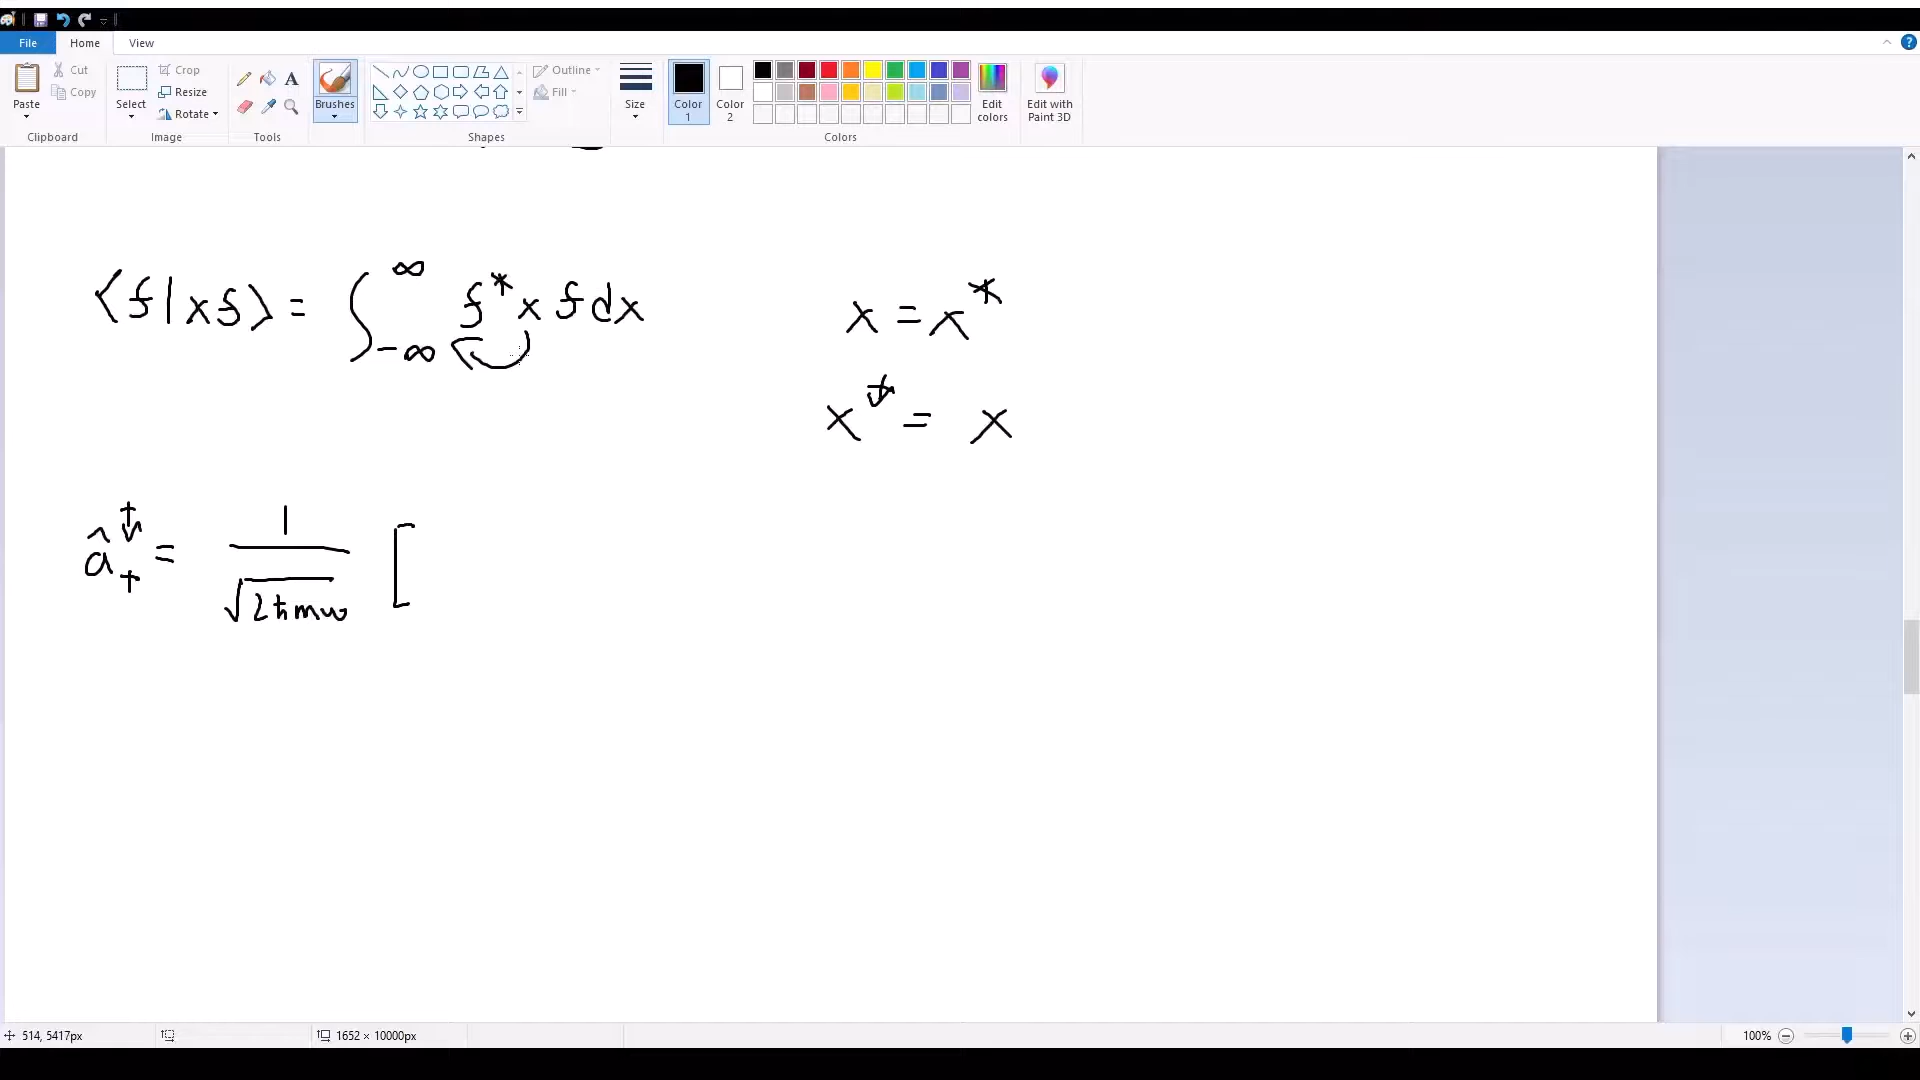 File Home View
Paste Cut Copy Select Crop Resize Rotate A Brushes Outline Fill Size Color 1 Color 2 Edit colors Edit with Paint 3D
Clipboard Image Tools Shapes Colors
⟨f|xf⟩ = ∫_{-∞}^{∞} f* x f dx
x = x*
x† = x
â₊† = 1/√(2ħmω) [
514, 5417px 1652 × 10000px 100%